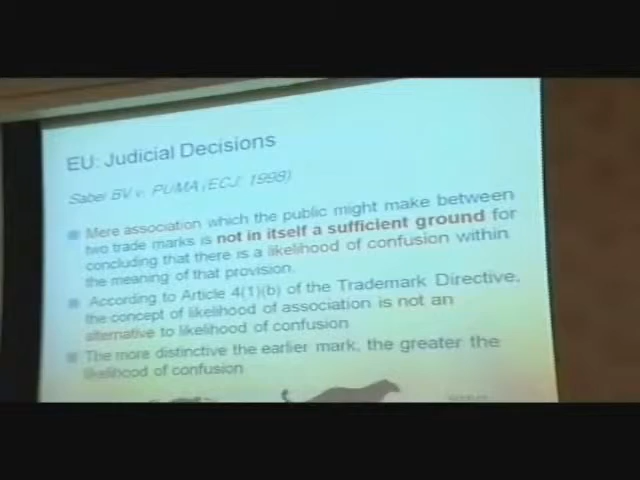 EU: Judicial Decisions
Sabel BV v. PUMA (ECJ: 1998)
Mere association which the public might make between
two trade marks is not in itself a sufficient ground for
concluding that there is a likelihood of confusion within
the meaning of that provision.
According to Article 4(1)(b) of the Trademark Directive,
the concept of likelihood of association is not an
alternative to likelihood of confusion
The more distinctive the earlier mark, the greater the
likelihood of confusion